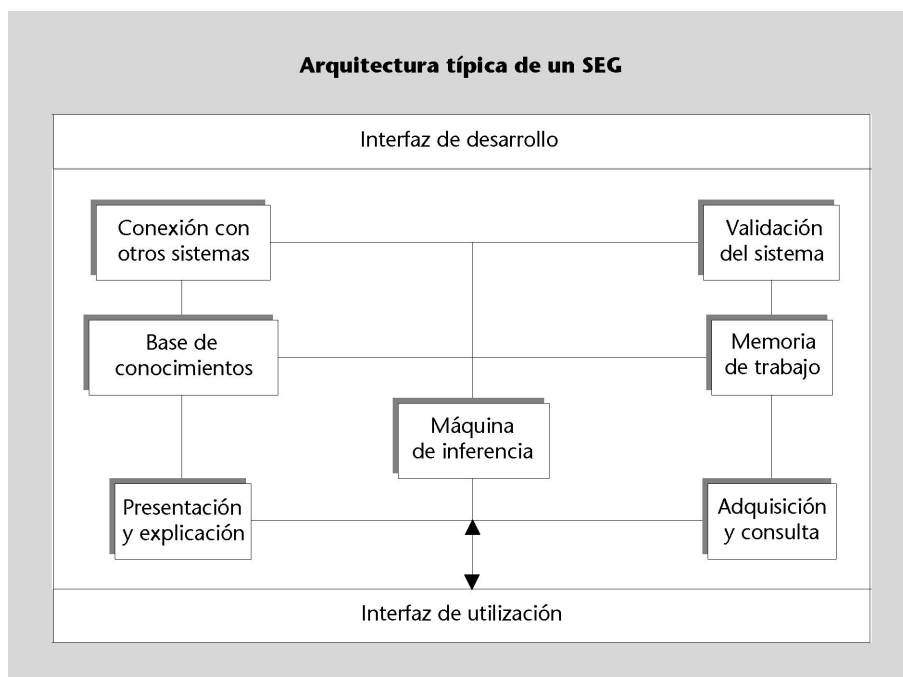 Arquitectura típica de un SEG
Interfaz de desarrollo
Conexión con
otros sistemas
Validación
del sistema
Base de
conocimientos
Memoria
de trabajo
Máquina
de inferencia
Presentación
y explicación
Adquisición
y consulta
Interfaz de utilización